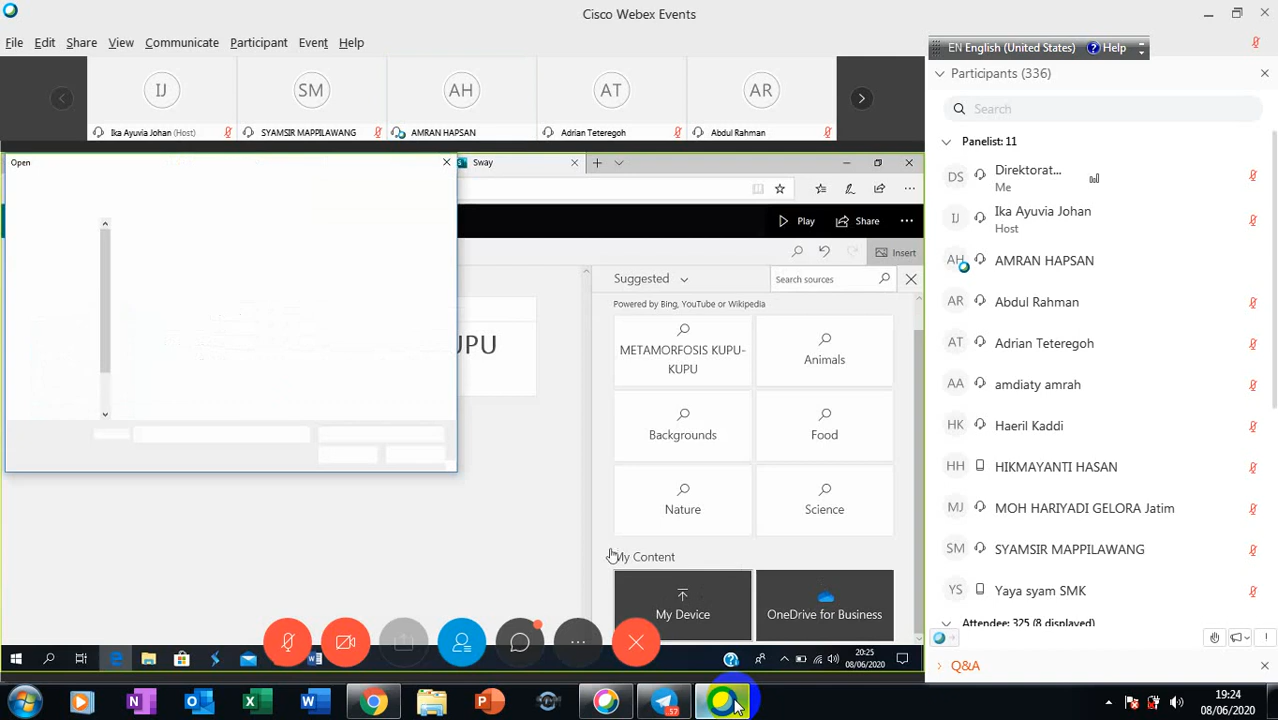 Cisco Webex Events
File Edit Share View Communicate Participant Event Help
EN English (United States) ? Help
IJ SM AH AT AR
Ika Ayuvia Johan (Host) SYAMSIR MAPPILAWANG AMRAN HAPSAN Adrian Teteregoh Abdul Rahman
Open
Sway
Play Share
Insert
Suggested
Search sources
Powered by Bing, YouTube or Wikipedia
UPU
METAMORFOSIS KUPU-
KUPU
Animals
Backgrounds
Food
Nature
Science
My Content
My Device
OneDrive for Business
20:25
08/06/2020
Participants (336)
Search
Panelist: 11
DS Direktorat...
Me
IJ Ika Ayuvia Johan
Host
AH AMRAN HAPSAN
AR Abdul Rahman
AT Adrian Teteregoh
AA amdiaty amrah
HK Haeril Kaddi
HH HIKMAYANTI HASAN
MJ MOH HARIYADI GELORA Jatim
SM SYAMSIR MAPPILAWANG
YS Yaya syam SMK
Attendee: 325 (8 displayed)
Q&A
57
19:24
08/06/2020